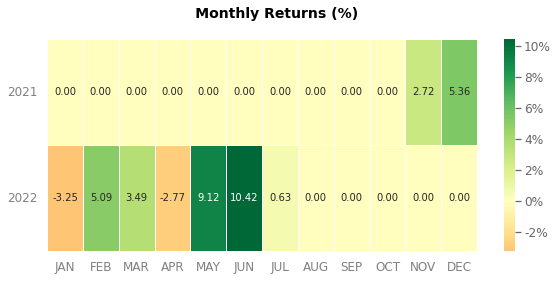 Monthly Returns (%)
2021 0.00 0.00 0.00 0.00 0.00 0.00 0.00 0.00 0.00 0.00 2.72 5.36
2022 -3.25 5.09 3.49 -2.77 9.12 10.42 0.63 0.00 0.00 0.00 0.00 0.00
JAN FEB MAR APR MAY JUN JUL AUG SEP OCT NOV DEC
10%
8%
6%
4%
2%
0%
-2%